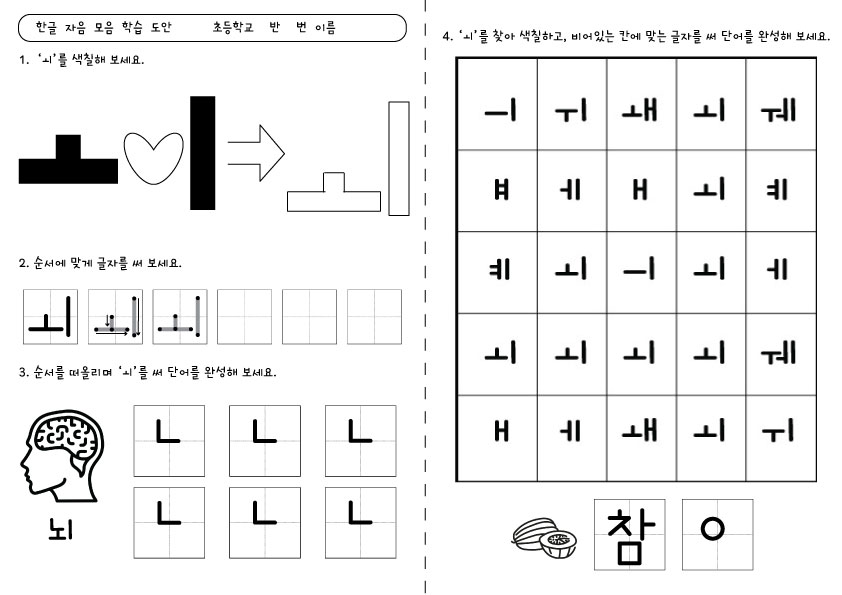 한글 자음 모음 학습 도안 초등학교 반 번 이름
1. 'ㅚ'를 색칠해 보세요.
ㅗ ㅣ ㅚ
2. 순서에 맞게 글자를 써 보세요.
ㅚ ㅚ ㅚ
3. 순서를 떠올리며 'ㅚ'를 써 단어를 완성해 보세요.
뇌
ㄴ ㄴ ㄴ
ㄴ ㄴ ㄴ
4. 'ㅚ'를 찾아 색칠하고, 비어있는 칸에 맞는 글자를 써 단어를 완성해 보세요.
ㅢ ㅟ ㅙ ㅚ ㅞ
ㅒ ㅔ ㅐ ㅚ ㅖ
ㅖ ㅚ ㅢ ㅚ ㅔ
ㅚ ㅚ ㅚ ㅚ ㅞ
ㅐ ㅔ ㅙ ㅚ ㅟ
참 ㅇ